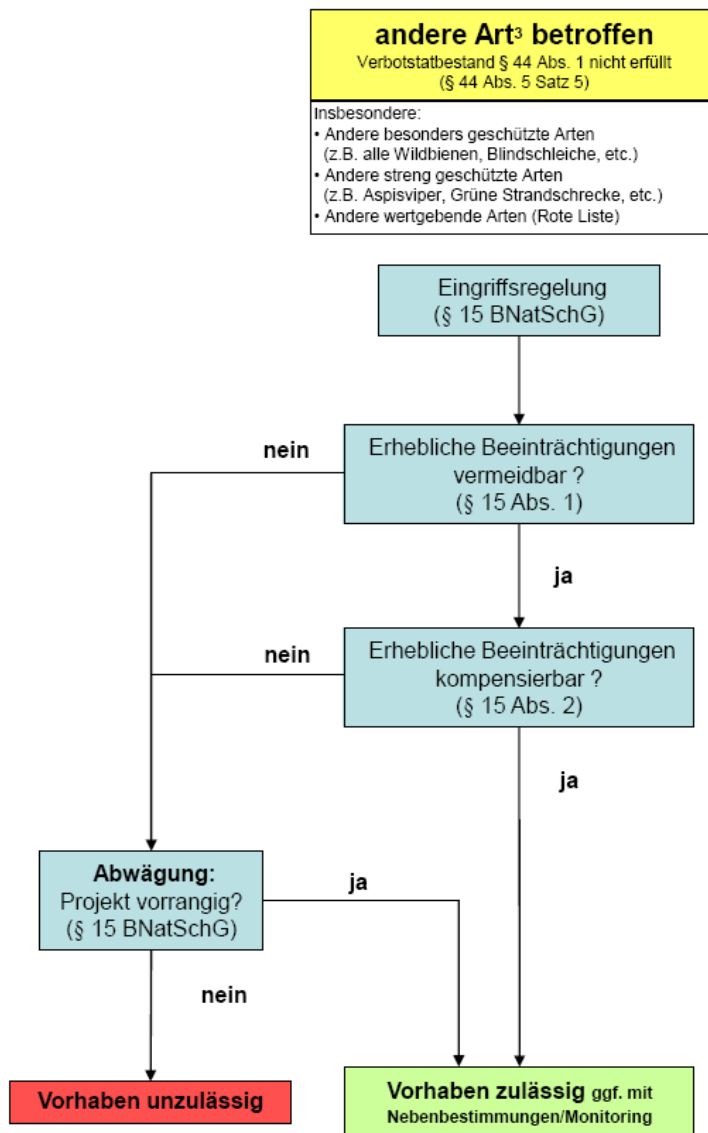 andere Art³ betroffen
Verbotstatbestand § 44 Abs. 1 nicht erfüllt
(§ 44 Abs. 5 Satz 5)
Insbesondere:
• Andere besonders geschützte Arten
(z.B. alle Wildbienen, Blindschleiche, etc.)
• Andere streng geschützte Arten
(z.B. Aspisviper, Grüne Strandschrecke, etc.)
• Andere wertgebende Arten (Rote Liste)
Eingriffsregelung
(§ 15 BNatSchG)
nein
Erhebliche Beeinträchtigungen
vermeidbar ?
(§ 15 Abs. 1)
ja
nein
Erhebliche Beeinträchtigungen
kompensierbar ?
(§ 15 Abs. 2)
ja
Abwägung:
Projekt vorrangig?
(§ 15 BNatSchG)
ja
nein
Vorhaben unzulässig
Vorhaben zulässig ggf. mit
Nebenbestimmungen/Monitoring